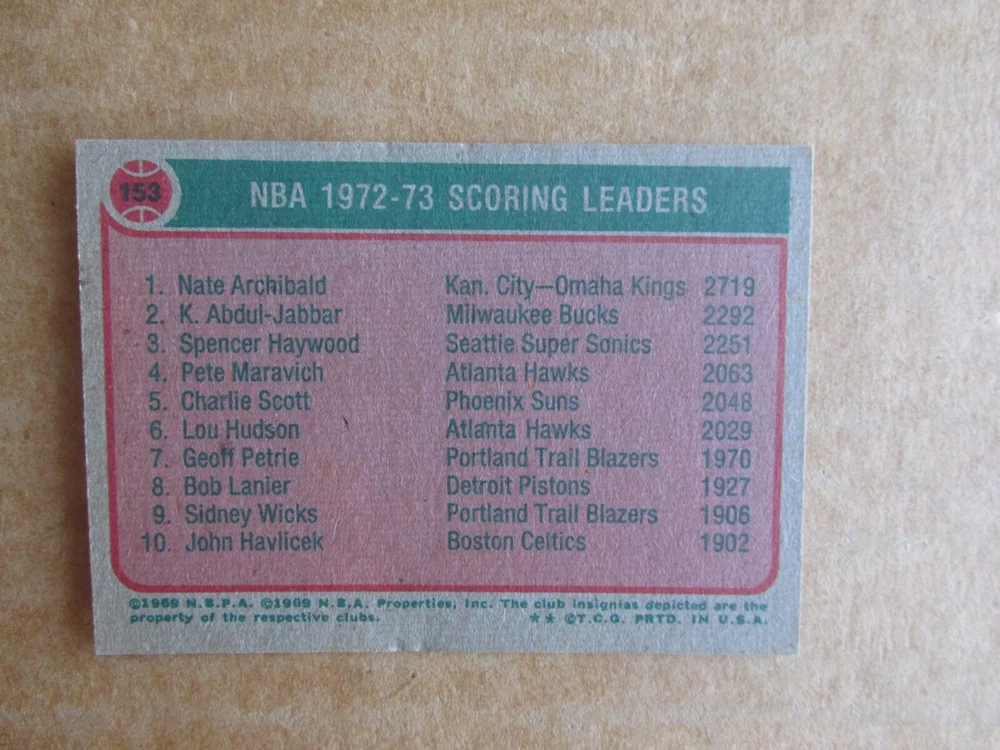 153
NBA 1972-73 SCORING LEADERS
1. Nate Archibald Kan. City—Omaha Kings 2719
2. K. Abdul-Jabbar Milwaukee Bucks 2292
3. Spencer Haywood Seattle Super Sonics 2251
4. Pete Maravich Atlanta Hawks 2063
5. Charlie Scott Phoenix Suns 2048
6. Lou Hudson Atlanta Hawks 2029
7. Geoff Petrie Portland Trail Blazers 1970
8. Bob Lanier Detroit Pistons 1927
9. Sidney Wicks Portland Trail Blazers 1906
10. John Havlicek Boston Celtics 1902
©1969 N.B.P.A. ©1969 N.B.A. Properties, Inc. The club insignias depicted are the
property of the respective clubs. ** ©T.C.G. PRTD. IN U.S.A.